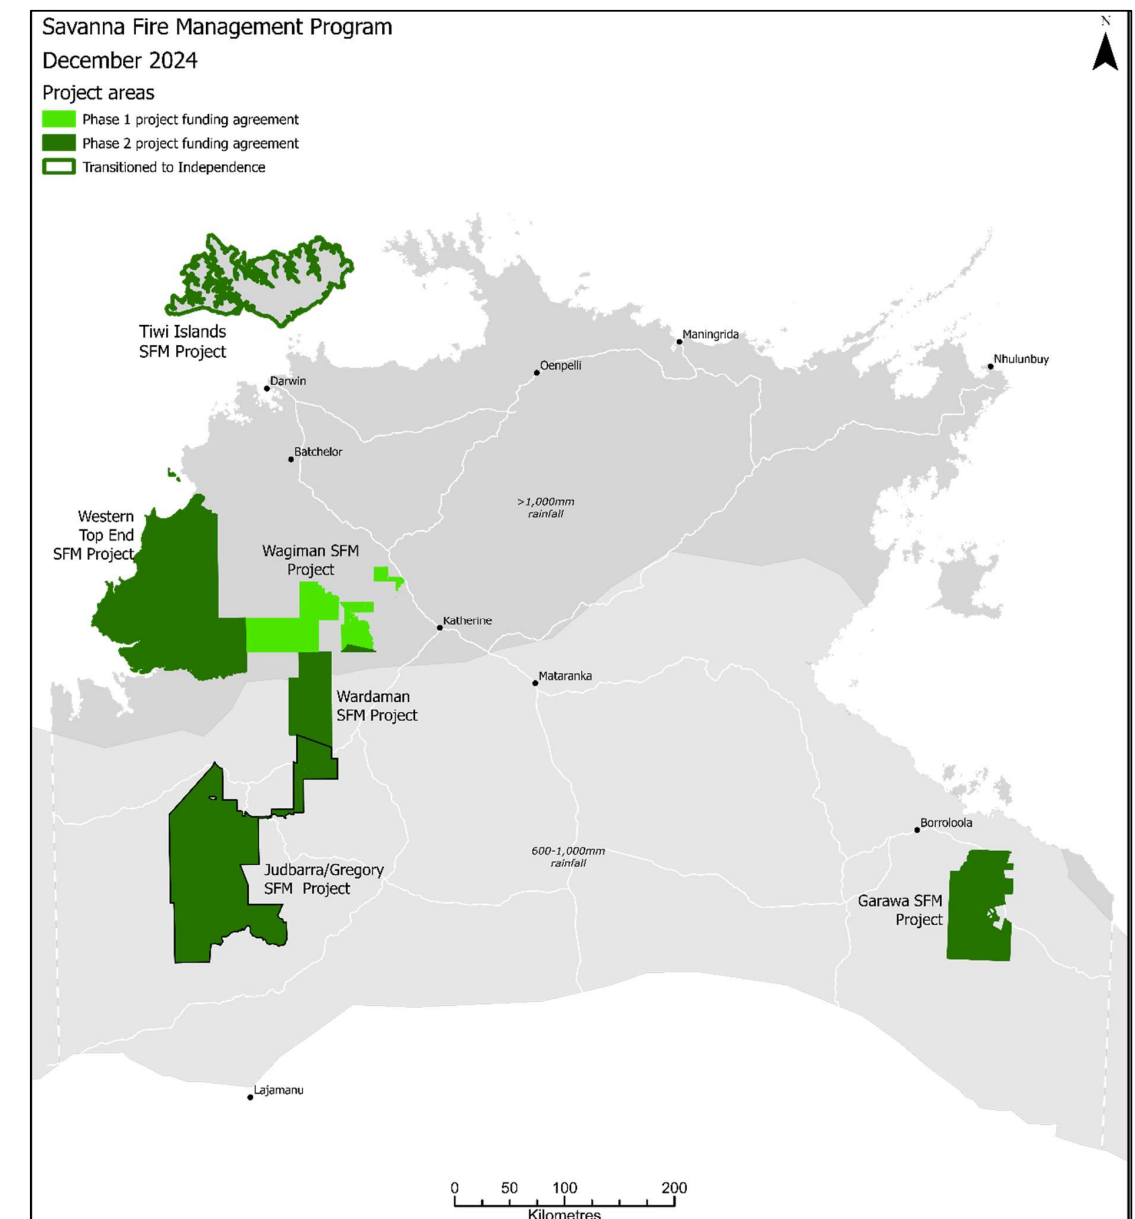 Savanna Fire Management Program
December 2024
Project areas
Phase 1 project funding agreement
Phase 2 project funding agreement
Transitioned to Independence
N
Tiwi Islands
SFM Project
Maningrida
Oenpelli
Nhulunbuy
Darwin
Batchelor
>1,000mm
rainfall
Western
Top End
SFM Project
Wagiman SFM
Project
Katherine
Mataranka
Wardaman
SFM Project
Borroloola
600-1,000mm
rainfall
Judbarra/Gregory
SFM Project
Garawa SFM
Project
Lajamanu
0 50 100 200
Kilometres